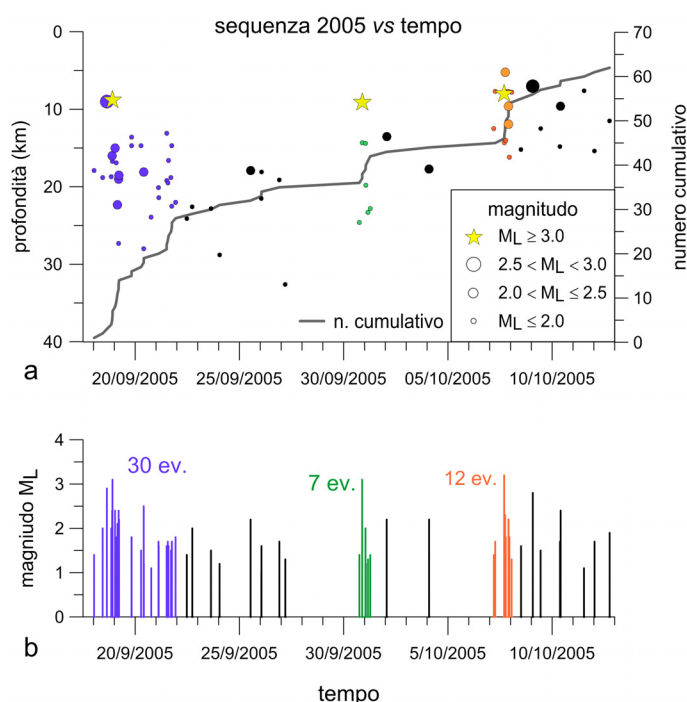 sequenza 2005 vs tempo
0
10
20
30
40
profondità (km)
70
60
50
40
30
20
10
0
numero cumulativo
magnitudo
M_L ≥ 3.0
2.5 < M_L < 3.0
2.0 < M_L ≤ 2.5
M_L ≤ 2.0
n. cumulativo
20/09/2005 25/09/2005 30/09/2005 05/10/2005 10/10/2005
a
4
3
2
1
0
magniudo M_L
30 ev.
7 ev.
12 ev.
20/9/2005 25/9/2005 30/9/2005 5/10/2005 10/10/2005
b
tempo